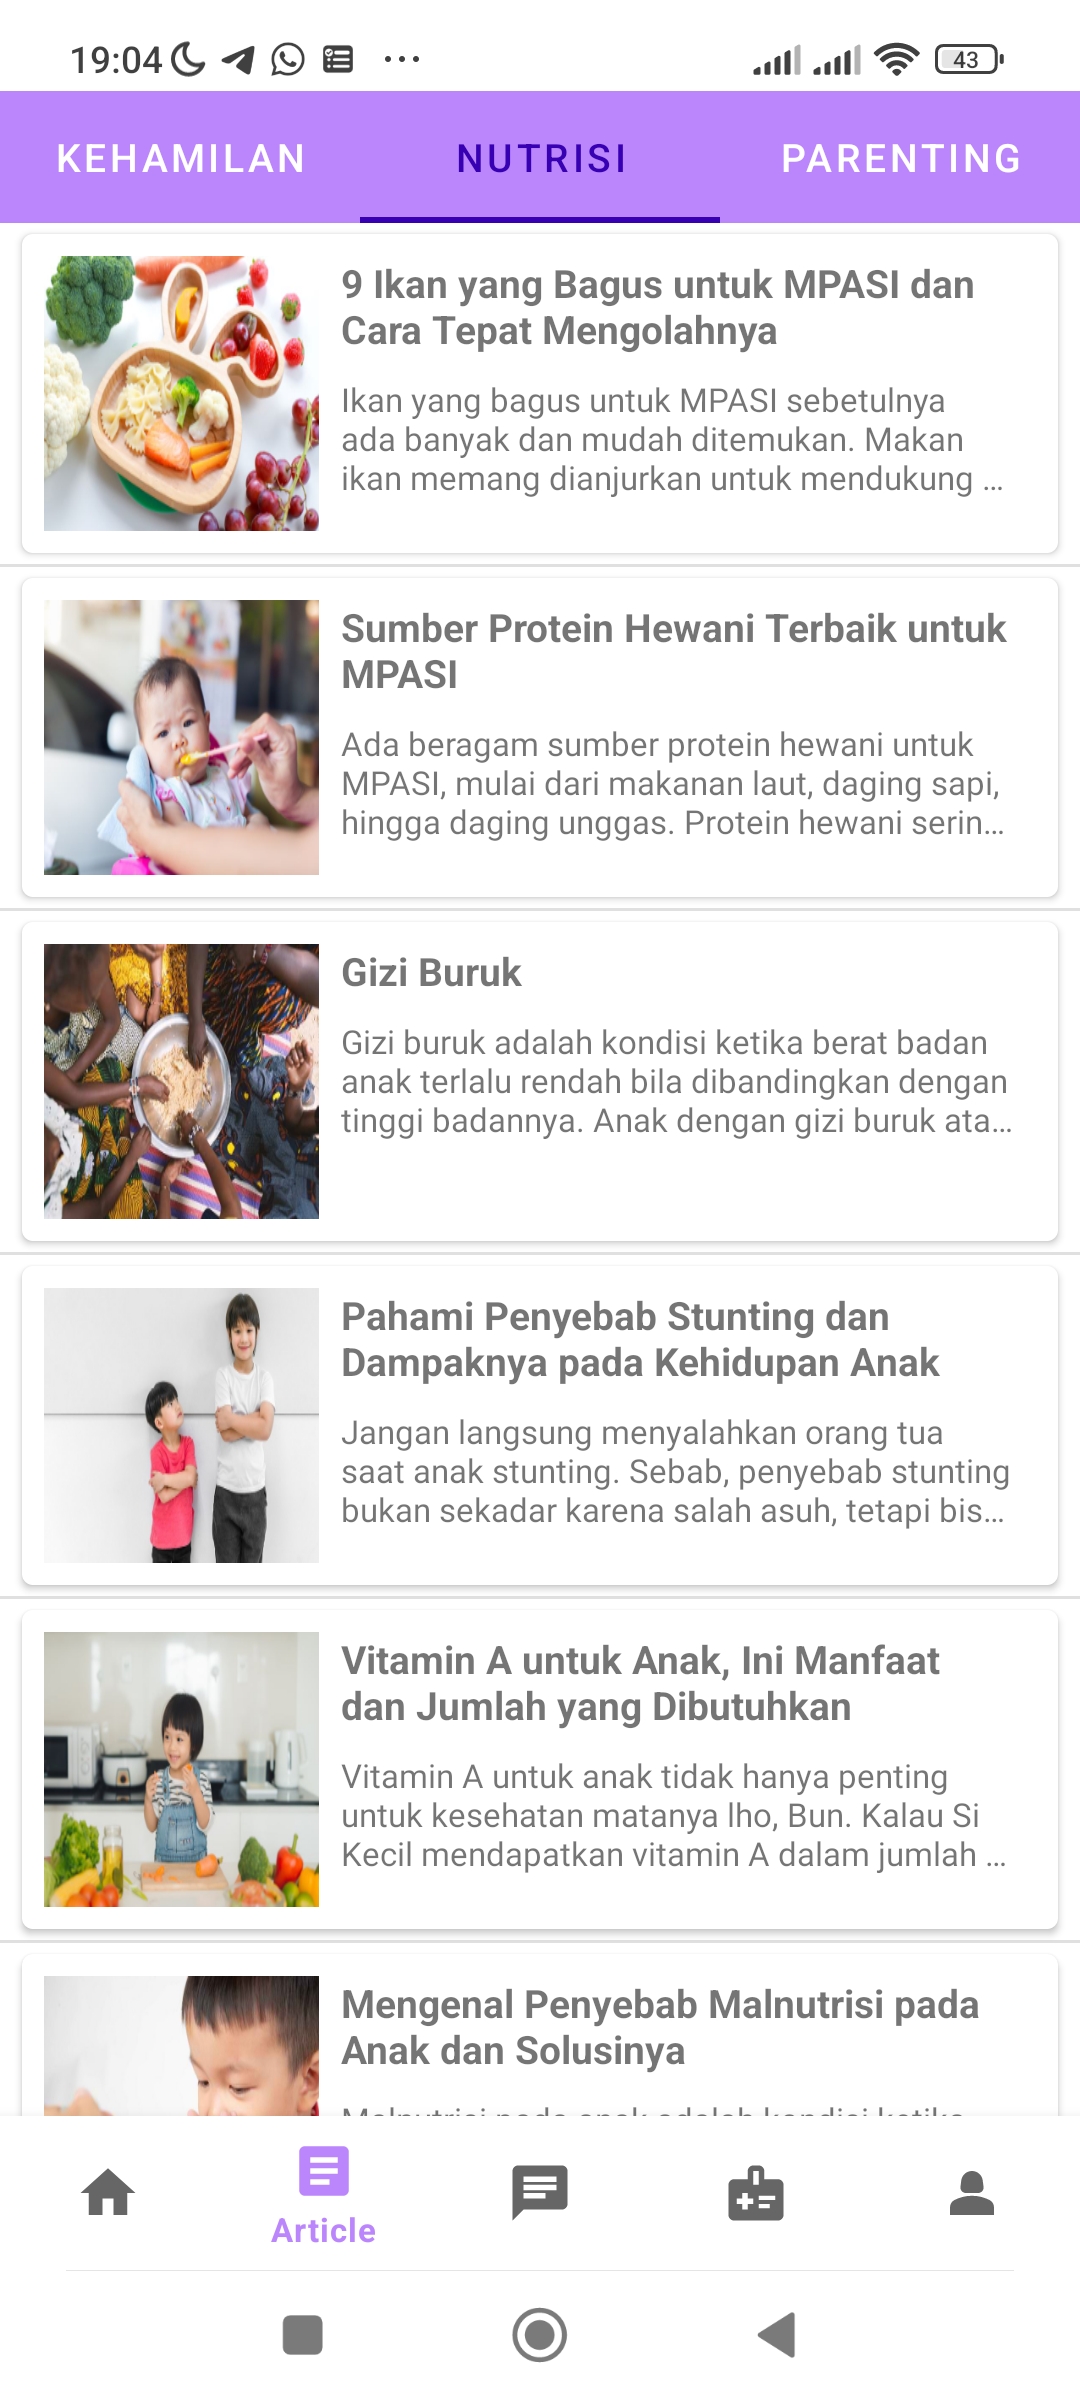 19:04
43
KEHAMILAN NUTRISI PARENTING
9 Ikan yang Bagus untuk MPASI dan
Cara Tepat Mengolahnya
Ikan yang bagus untuk MPASI sebetulnya
ada banyak dan mudah ditemukan. Makan
ikan memang dianjurkan untuk mendukung ...
Sumber Protein Hewani Terbaik untuk
MPASI
Ada beragam sumber protein hewani untuk
MPASI, mulai dari makanan laut, daging sapi,
hingga daging unggas. Protein hewani serin...
Gizi Buruk
Gizi buruk adalah kondisi ketika berat badan
anak terlalu rendah bila dibandingkan dengan
tinggi badannya. Anak dengan gizi buruk ata...
Pahami Penyebab Stunting dan
Dampaknya pada Kehidupan Anak
Jangan langsung menyalahkan orang tua
saat anak stunting. Sebab, penyebab stunting
bukan sekadar karena salah asuh, tetapi bis...
Vitamin A untuk Anak, Ini Manfaat
dan Jumlah yang Dibutuhkan
Vitamin A untuk anak tidak hanya penting
untuk kesehatan matanya lho, Bun. Kalau Si
Kecil mendapatkan vitamin A dalam jumlah ...
Mengenal Penyebab Malnutrisi pada
Anak dan Solusinya
Malnutrisi pada anak adalah kondisi ketika
Article